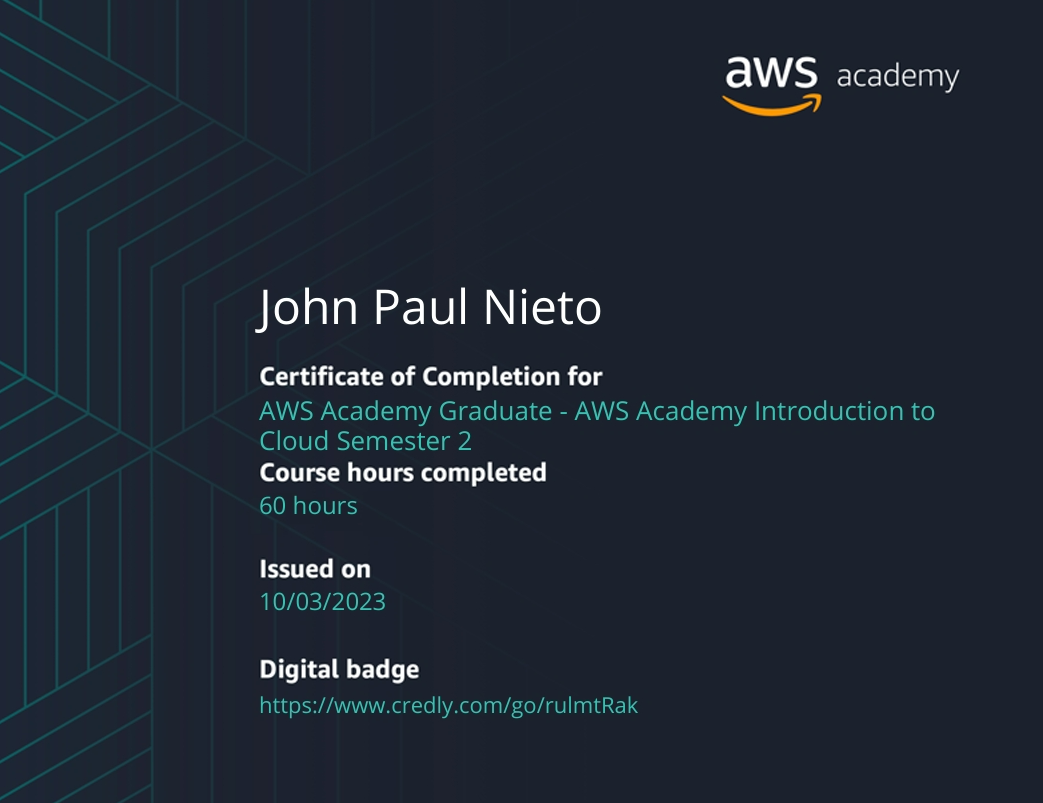 aws academy
John Paul Nieto
Certificate of Completion for
AWS Academy Graduate - AWS Academy Introduction to
Cloud Semester 2
Course hours completed
60 hours
Issued on
10/03/2023
Digital badge
https://www.credly.com/go/rulmtRak